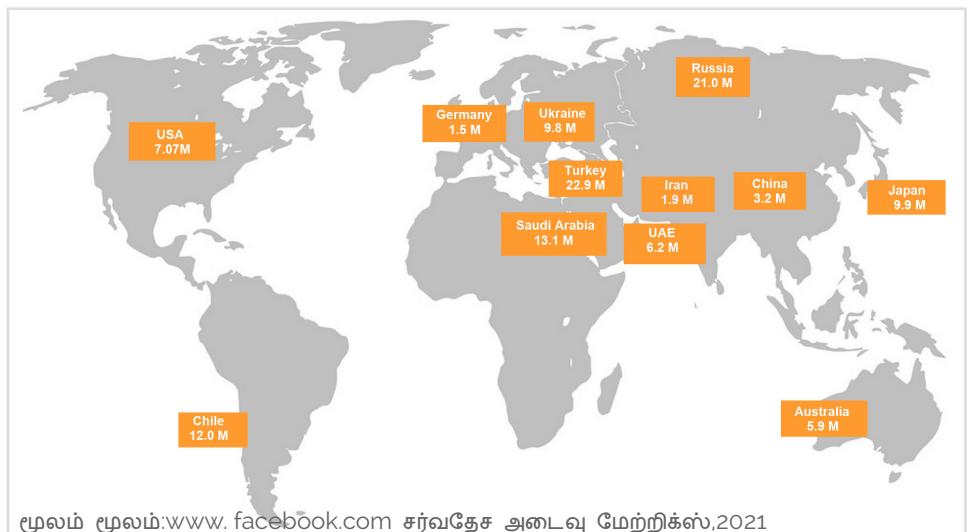 Russia
21.0 M
Germany
1.5 M
Ukraine
9.8 M
USA
7.07M
Turkey
22.9 M
Iran
1.9 M
China
3.2 M
Japan
9.9 M
Saudi Arabia
13.1 M
UAE
6.2 M
Chile
12.0 M
Australia
5.9 M
மூலம் மூலம்:www. facebook.com சர்வதேச அடைவு மேற்றிக்ஸ்,2021